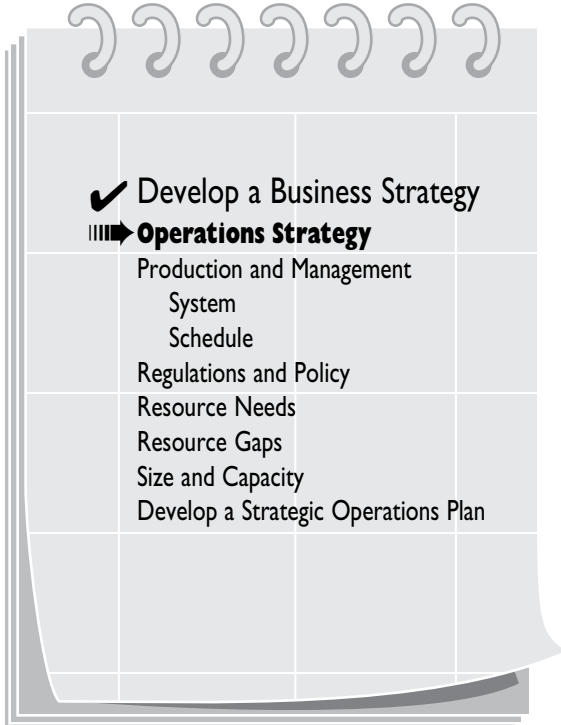 Develop a Business Strategy
Operations Strategy
Production and Management
System
Schedule
Regulations and Policy
Resource Needs
Resource Gaps
Size and Capacity
Develop a Strategic Operations Plan